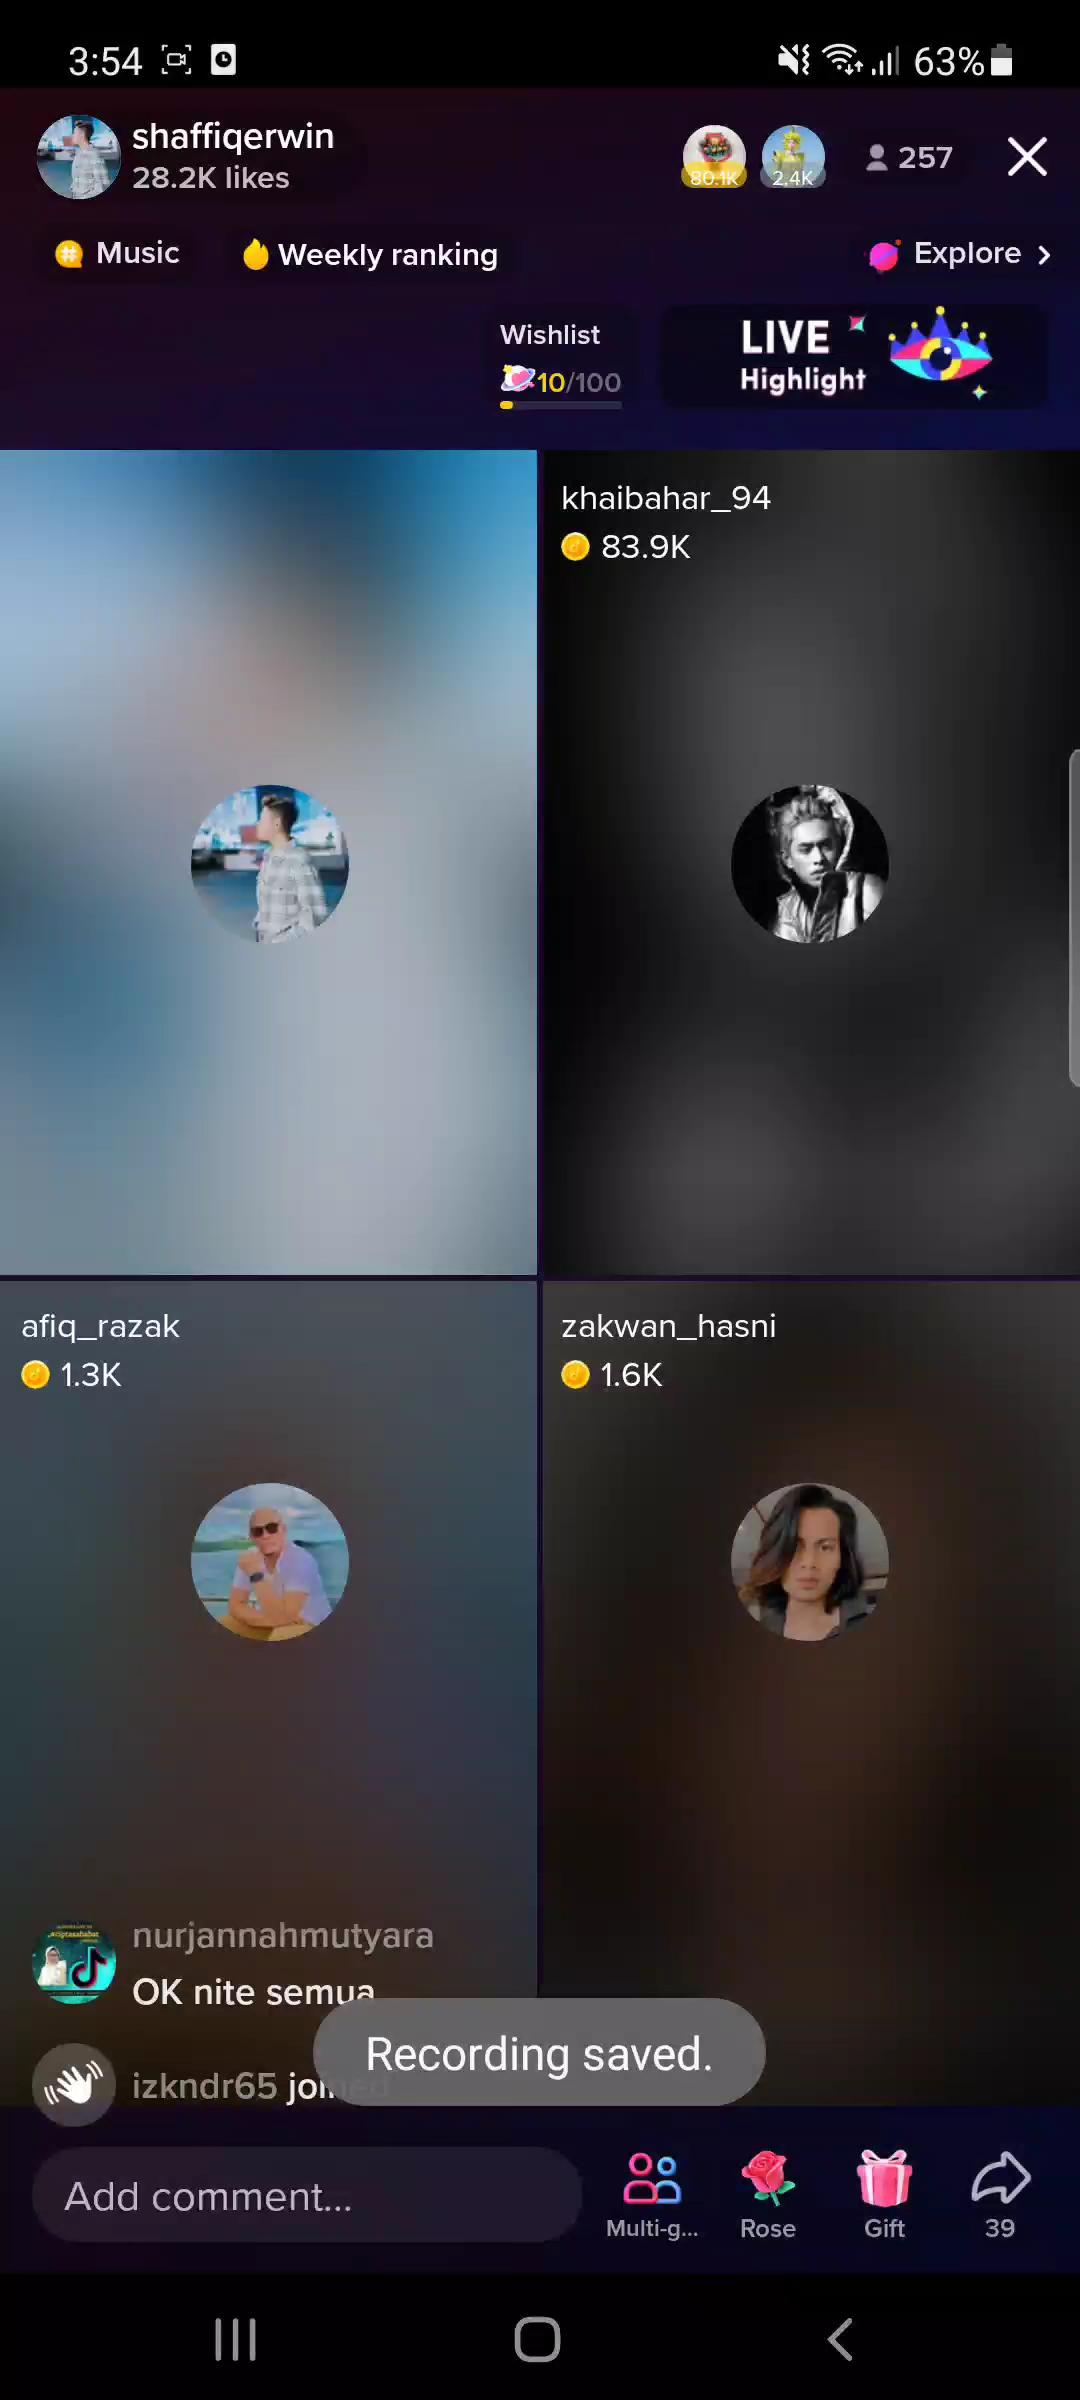 3:54
63%
shaffiqerwin
28.2K likes
80.1K
2.4K
257
Music
Weekly ranking
Explore
Wishlist
10/100
LIVE
Highlight
khaibahar_94
83.9K
afiq_razak
1.3K
zakwan_hasni
1.6K
nurjannahmutyara
OK nite semua
Recording saved.
izkndr65 joined
Add comment...
Multi-g...
Rose
Gift
39